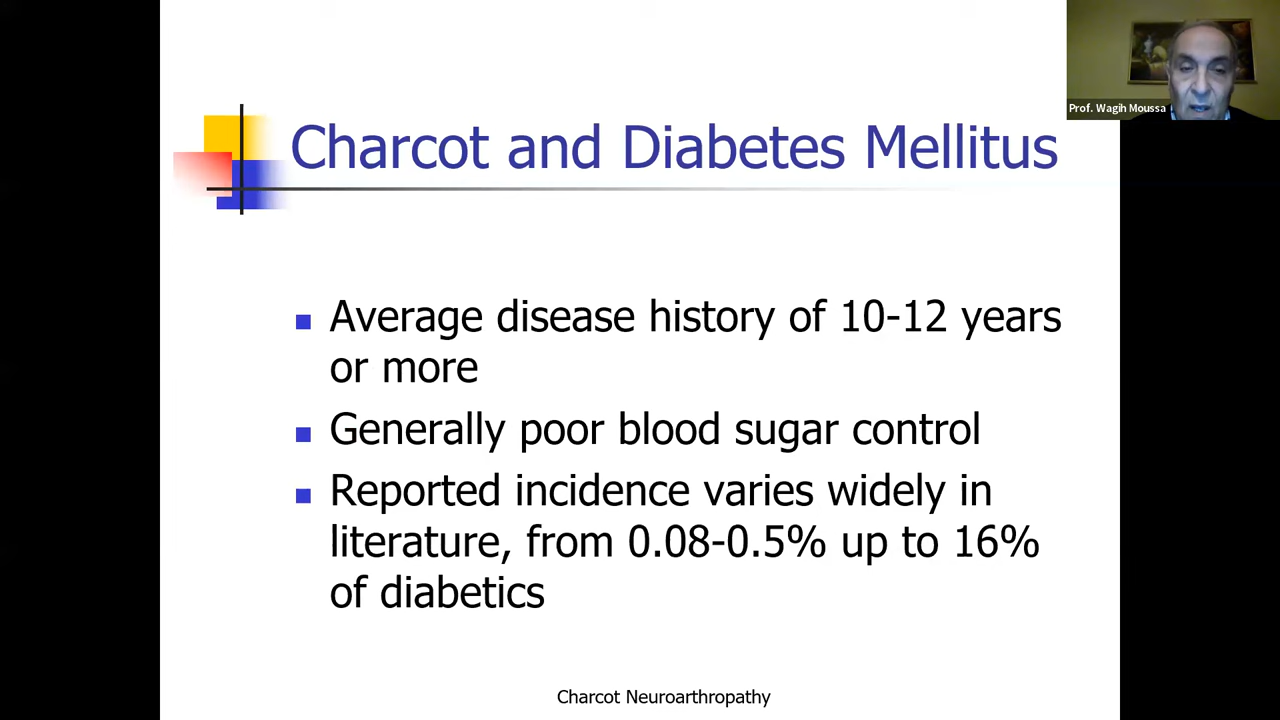 Prof. Wagih Moussa
Charcot and Diabetes Mellitus
Average disease history of 10-12 years
or more
Generally poor blood sugar control
Reported incidence varies widely in
literature, from 0.08-0.5% up to 16%
of diabetics
Charcot Neuroarthropathy